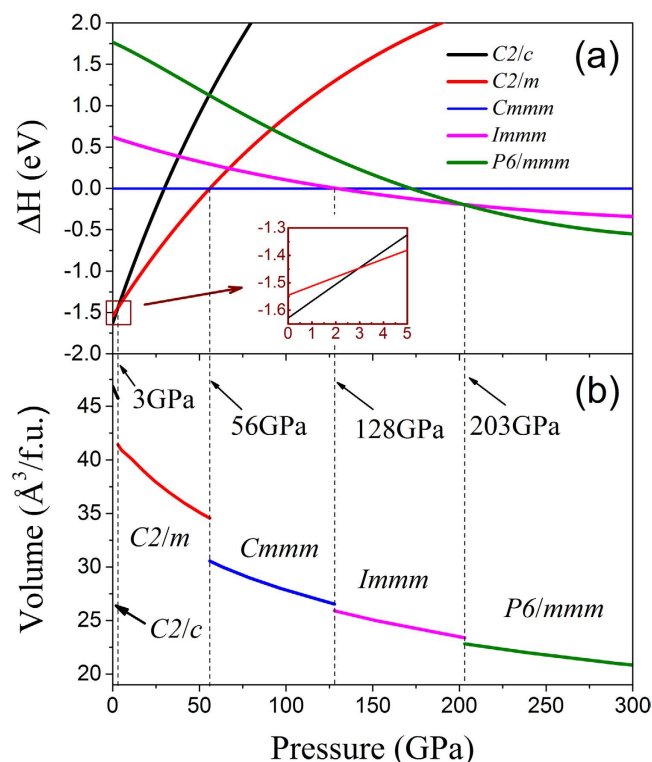 2.0
(a)
C2/c
1.5
C2/m
1.0
Cmmm
Immm
0.5
P6/mmm
ΔH (eV)
0.0
-0.5
-1.0
-1.5
-2.0
-1.3
-1.4
-1.5
-1.6
0 1 2 3 4 5
(b)
3GPa 56GPa 128GPa 203GPa
45
40
35
30
25
20
Volume (Å³/f.u.)
C2/m
Cmmm
Immm
P6/mmm
C2/c
0 50 100 150 200 250 300
Pressure (GPa)